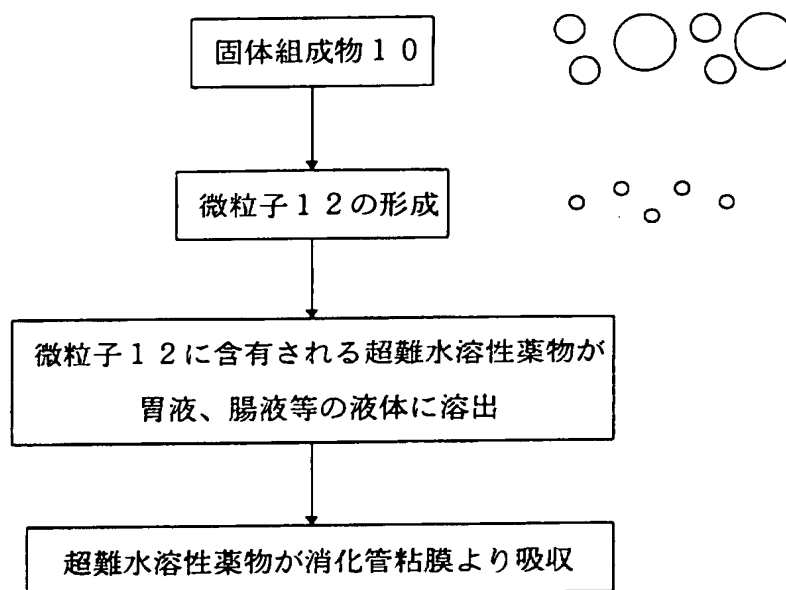 固体組成物１０
微粒子１２の形成
微粒子１２に含有される超難水溶性薬物が
胃液、腸液等の液体に溶出
超難水溶性薬物が消化管粘膜より吸収